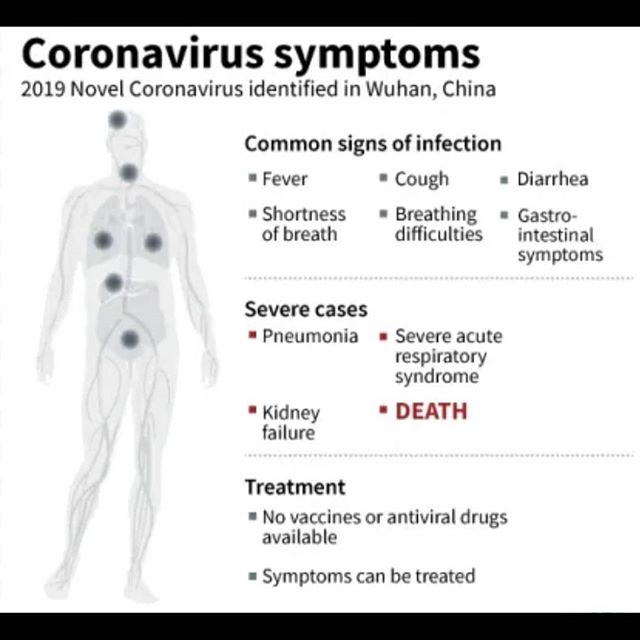 Coronavirus symptoms
2019 Novel Coronavirus identified in Wuhan, China
Common signs of infection
Fever
Cough
Diarrhea
Shortness
of breath
Breathing
difficulties
Gastro-
intestinal
symptoms
Severe cases
Pneumonia
Severe acute
respiratory
syndrome
Kidney
failure
DEATH
Treatment
No vaccines or antiviral drugs
available
Symptoms can be treated